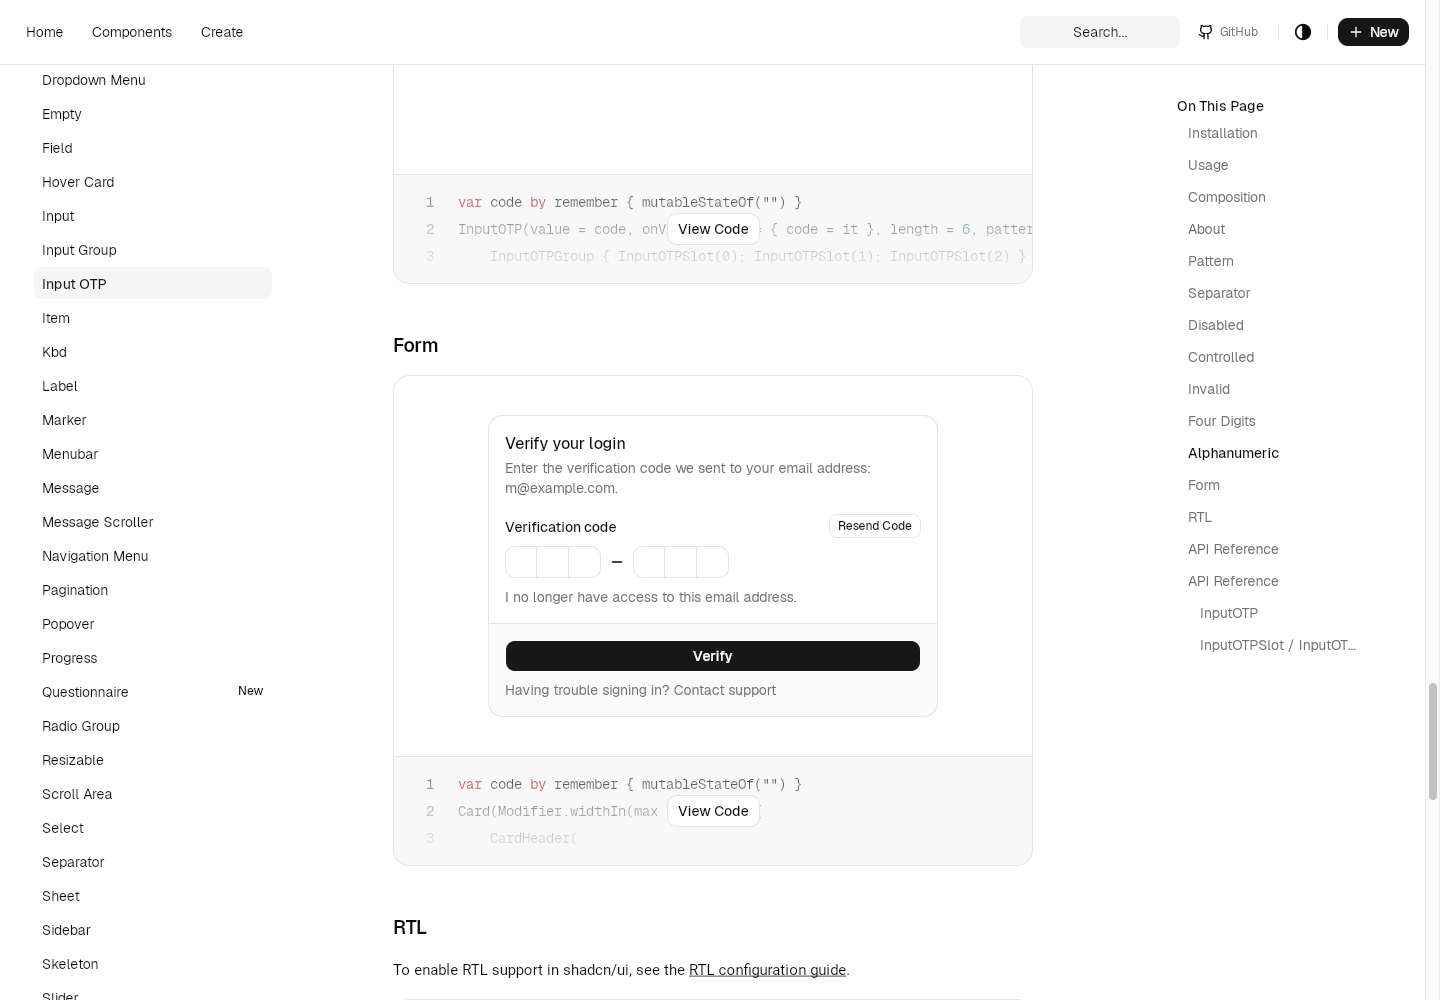 Home
Components
Create
Search...
GitHub
New
Dropdown Menu
Empty
Field
Hover Card
Input
Input Group
Input OTP
Item
Kbd
Label
Marker
Menubar
Message
Message Scroller
Navigation Menu
Pagination
Popover
Progress
Questionnaire
New
Radio Group
Resizable
Scroll Area
Select
Separator
Sheet
Sidebar
Skeleton
Slider
1 var code by remember { mutableStateOf("") }
2 InputOTP(value = code, onV = { code = it }, length = 6, patter
3 InputOTPGroup { InputOTPSlot(0); InputOTPSlot(1); InputOTPSlot(2) }
View Code
Form
Verify your login
Enter the verification code we sent to your email address:
m@example.com.
Verification code
Resend Code
I no longer have access to this email address.
Verify
Having trouble signing in? Contact support
1 var code by remember { mutableStateOf("") }
2 Card(Modifier.widthIn(max
3 CardHeader(
View Code
RTL
To enable RTL support in shadcn/ui, see the RTL configuration guide.
On This Page
Installation
Usage
Composition
About
Pattern
Separator
Disabled
Controlled
Invalid
Four Digits
Alphanumeric
Form
RTL
API Reference
API Reference
InputOTP
InputOTPSlot / InputOT...